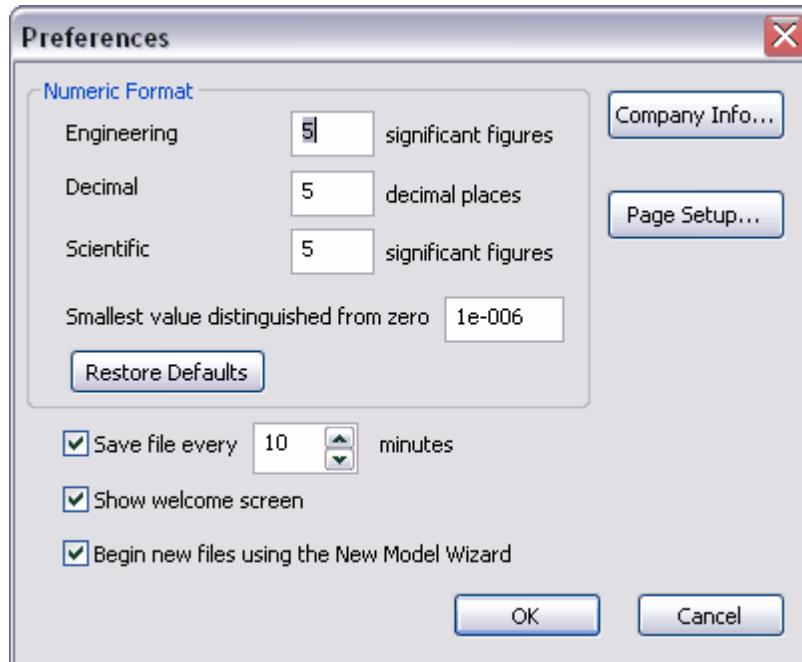 Preferences
Numeric Format
Engineering 5 significant figures
Company Info...
Decimal 5 decimal places
Page Setup...
Scientific 5 significant figures
Smallest value distinguished from zero 1e-006
Restore Defaults
Save file every 10 minutes
Show welcome screen
Begin new files using the New Model Wizard
OK Cancel